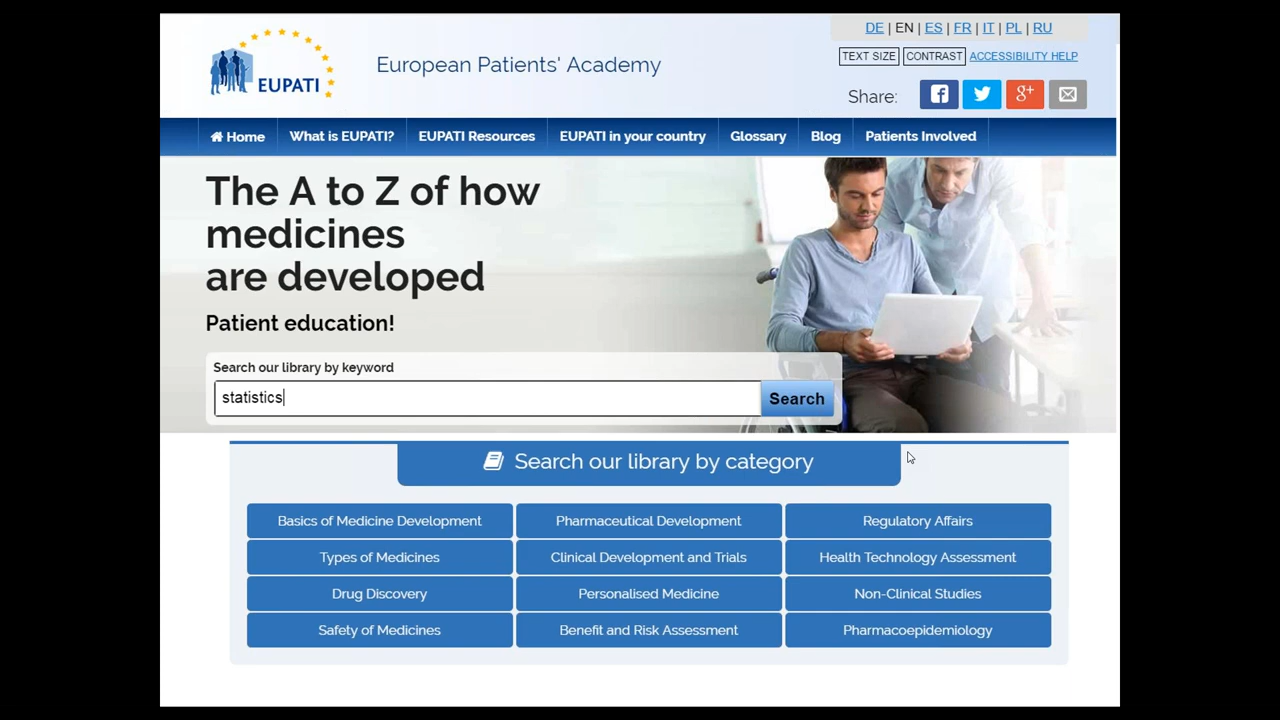 DE | EN | ES | FR | IT | PL | RU
EUPATI
European Patients' Academy
TEXT SIZE CONTRAST ACCESSIBILITY HELP
Share:
Home What is EUPATI? EUPATI Resources EUPATI in your country Glossary Blog Patients Involved
The A to Z of how
medicines
are developed
Patient education!
Search our library by keyword
statistics Search
Search our library by category
Basics of Medicine Development Pharmaceutical Development Regulatory Affairs
Types of Medicines Clinical Development and Trials Health Technology Assessment
Drug Discovery Personalised Medicine Non-Clinical Studies
Safety of Medicines Benefit and Risk Assessment Pharmacoepidemiology